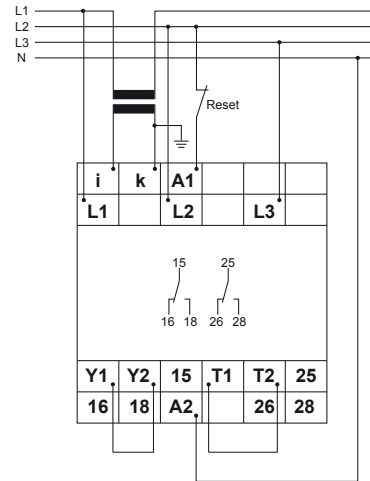 L1
L2
L3
N
Reset
i k A1
L1 L2 L3
15 25
16 18 26 28
Y1 Y2 15 T1 T2 25
16 18 A2 26 28